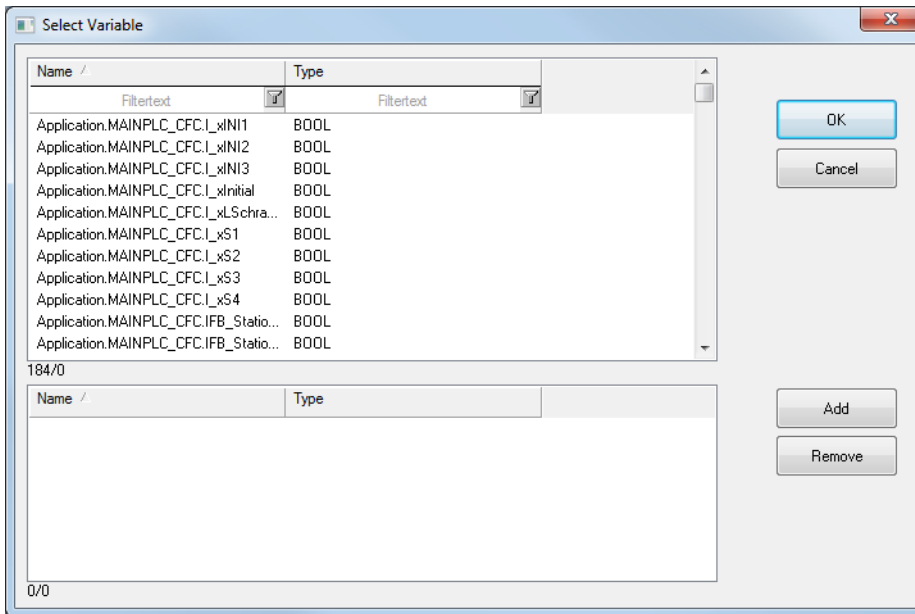 Select Variable
Name Type
Filtertext Filtertext
Application.MAINPLC_CFC.I_xINI1 BOOL
Application.MAINPLC_CFC.I_xINI2 BOOL
Application.MAINPLC_CFC.I_xINI3 BOOL
Application.MAINPLC_CFC.I_xInitial BOOL
Application.MAINPLC_CFC.I_xLSchra... BOOL
Application.MAINPLC_CFC.I_xS1 BOOL
Application.MAINPLC_CFC.I_xS2 BOOL
Application.MAINPLC_CFC.I_xS3 BOOL
Application.MAINPLC_CFC.I_xS4 BOOL
Application.MAINPLC_CFC.IFB_Statio... BOOL
Application.MAINPLC_CFC.IFB_Statio... BOOL
184/0
OK
Cancel
Name Type
0/0
Add
Remove